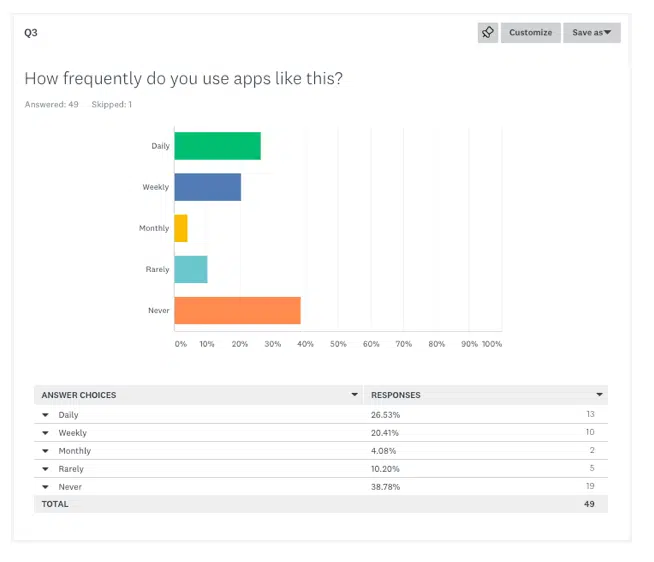 Q3
Customize
Save as
How frequently do you use apps like this?
Answered: 49 Skipped: 1
Daily
Weekly
Monthly
Rarely
Never
0% 10% 20% 30% 40% 50% 60% 70% 80% 90% 100%
ANSWER CHOICES RESPONSES
Daily 26.53% 13
Weekly 20.41% 10
Monthly 4.08% 2
Rarely 10.20% 5
Never 38.78% 19
TOTAL 49